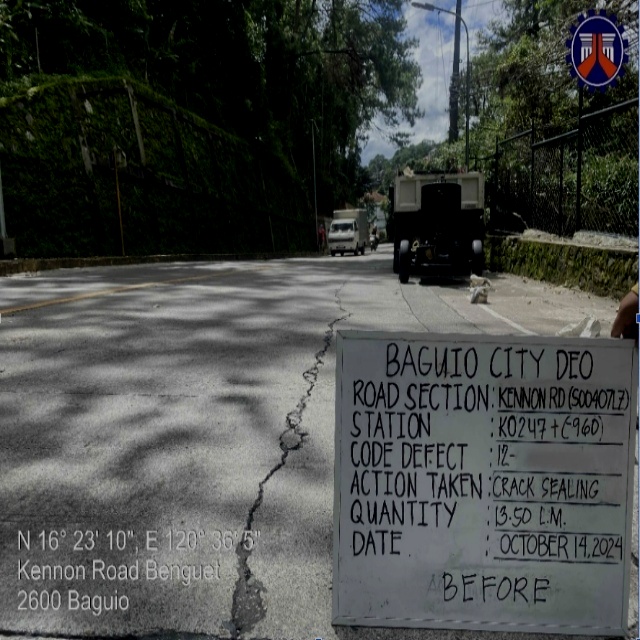 BAGUIO CITY DEO
ROAD SECTION : KENNON RD (S00407LZ)
STATION : K0247 + (-960)
CODE DEFECT : 12-
ACTION TAKEN : CRACK SEALING
QUANTITY : 13.50 L.M.
DATE : OCTOBER 14, 2024
BEFORE
N 16° 23' 10", E 120° 36' 5"
Kennon Road Benguet
2600 Baguio